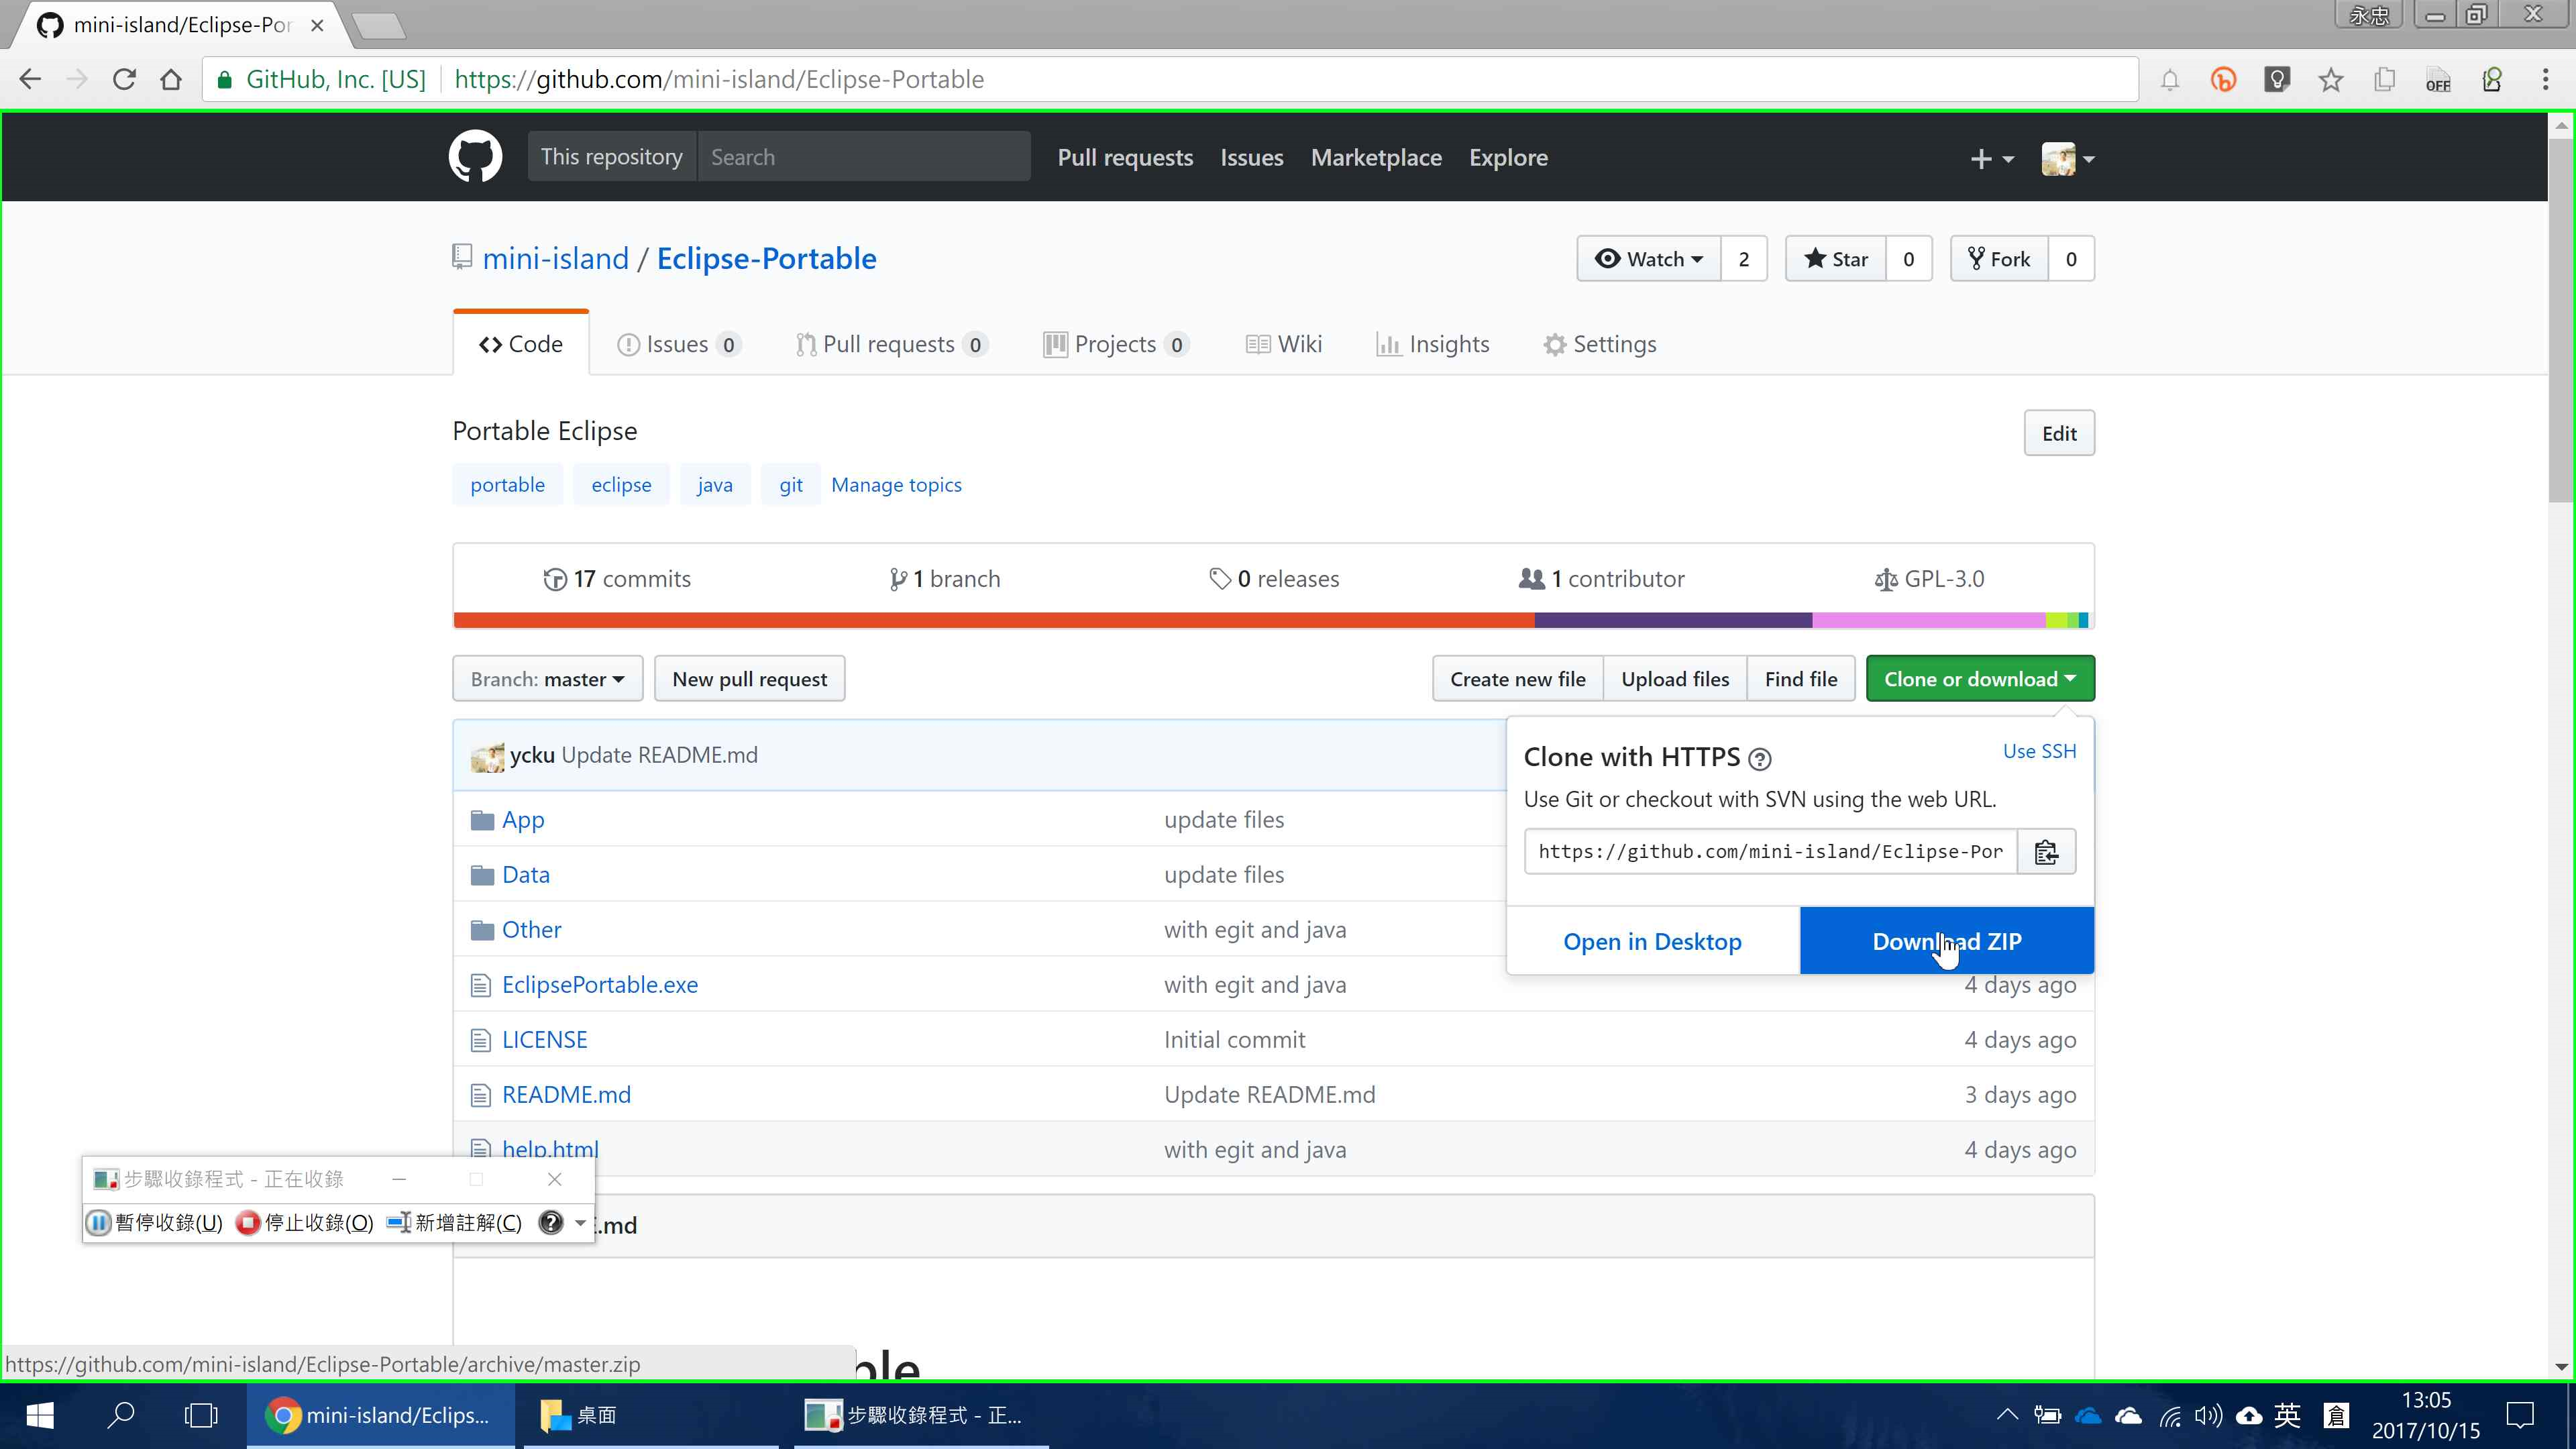 mini-island/Eclipse-Por
永忠
GitHub, Inc. [US] https://github.com/mini-island/Eclipse-Portable
OFF
This repository Search Pull requests Issues Marketplace Explore
mini-island / Eclipse-Portable
Watch 2 Star 0 Fork 0
Code Issues 0 Pull requests 0 Projects 0 Wiki Insights Settings
Portable Eclipse
Edit
portable eclipse java git Manage topics
17 commits 1 branch 0 releases 1 contributor GPL-3.0
Branch: master New pull request Create new file Upload files Find file Clone or download
ycku Update README.md
Clone with HTTPS Use SSH
Use Git or checkout with SVN using the web URL.
https://github.com/mini-island/Eclipse-Por
Open in Desktop Download ZIP
App update files
Data update files
Other with egit and java
EclipsePortable.exe with egit and java 4 days ago
LICENSE Initial commit 4 days ago
README.md Update README.md 3 days ago
help.html with egit and java 4 days ago
步驟收錄程式 - 正在收錄
暫停收錄(U) 停止收錄(O) 新增註解(C)
.md
https://github.com/mini-island/Eclipse-Portable/archive/master.zip
ble
mini-island/Eclips... 桌面 步驟收錄程式 - 正... 英 倉 13:05
2017/10/15